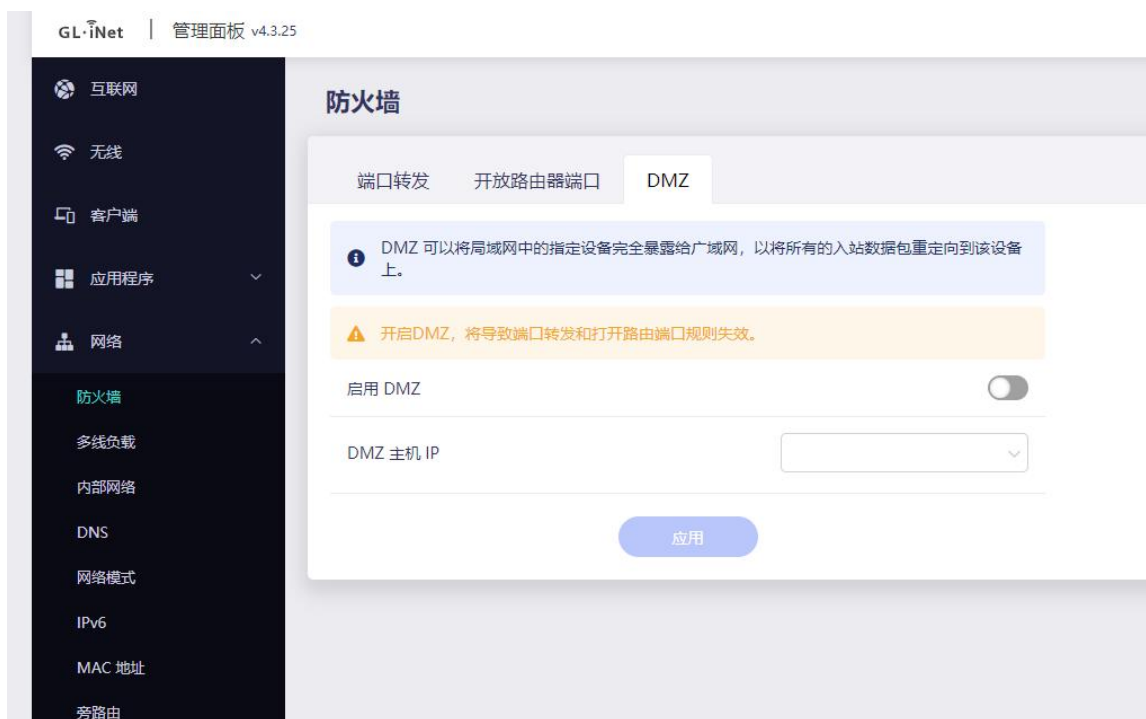 GL·iNet | 管理面板 v4.3.25
互联网
无线
客户端
应用程序
网络
防火墙
多线负载
内部网络
DNS
网络模式
IPv6
MAC 地址
旁路由
防火墙
端口转发 开放路由器端口 DMZ
DMZ 可以将局域网中的指定设备完全暴露给广域网，以将所有的入站数据包重定向到该设备
上。
开启DMZ，将导致端口转发和打开路由端口规则失效。
启用 DMZ
DMZ 主机 IP
应用